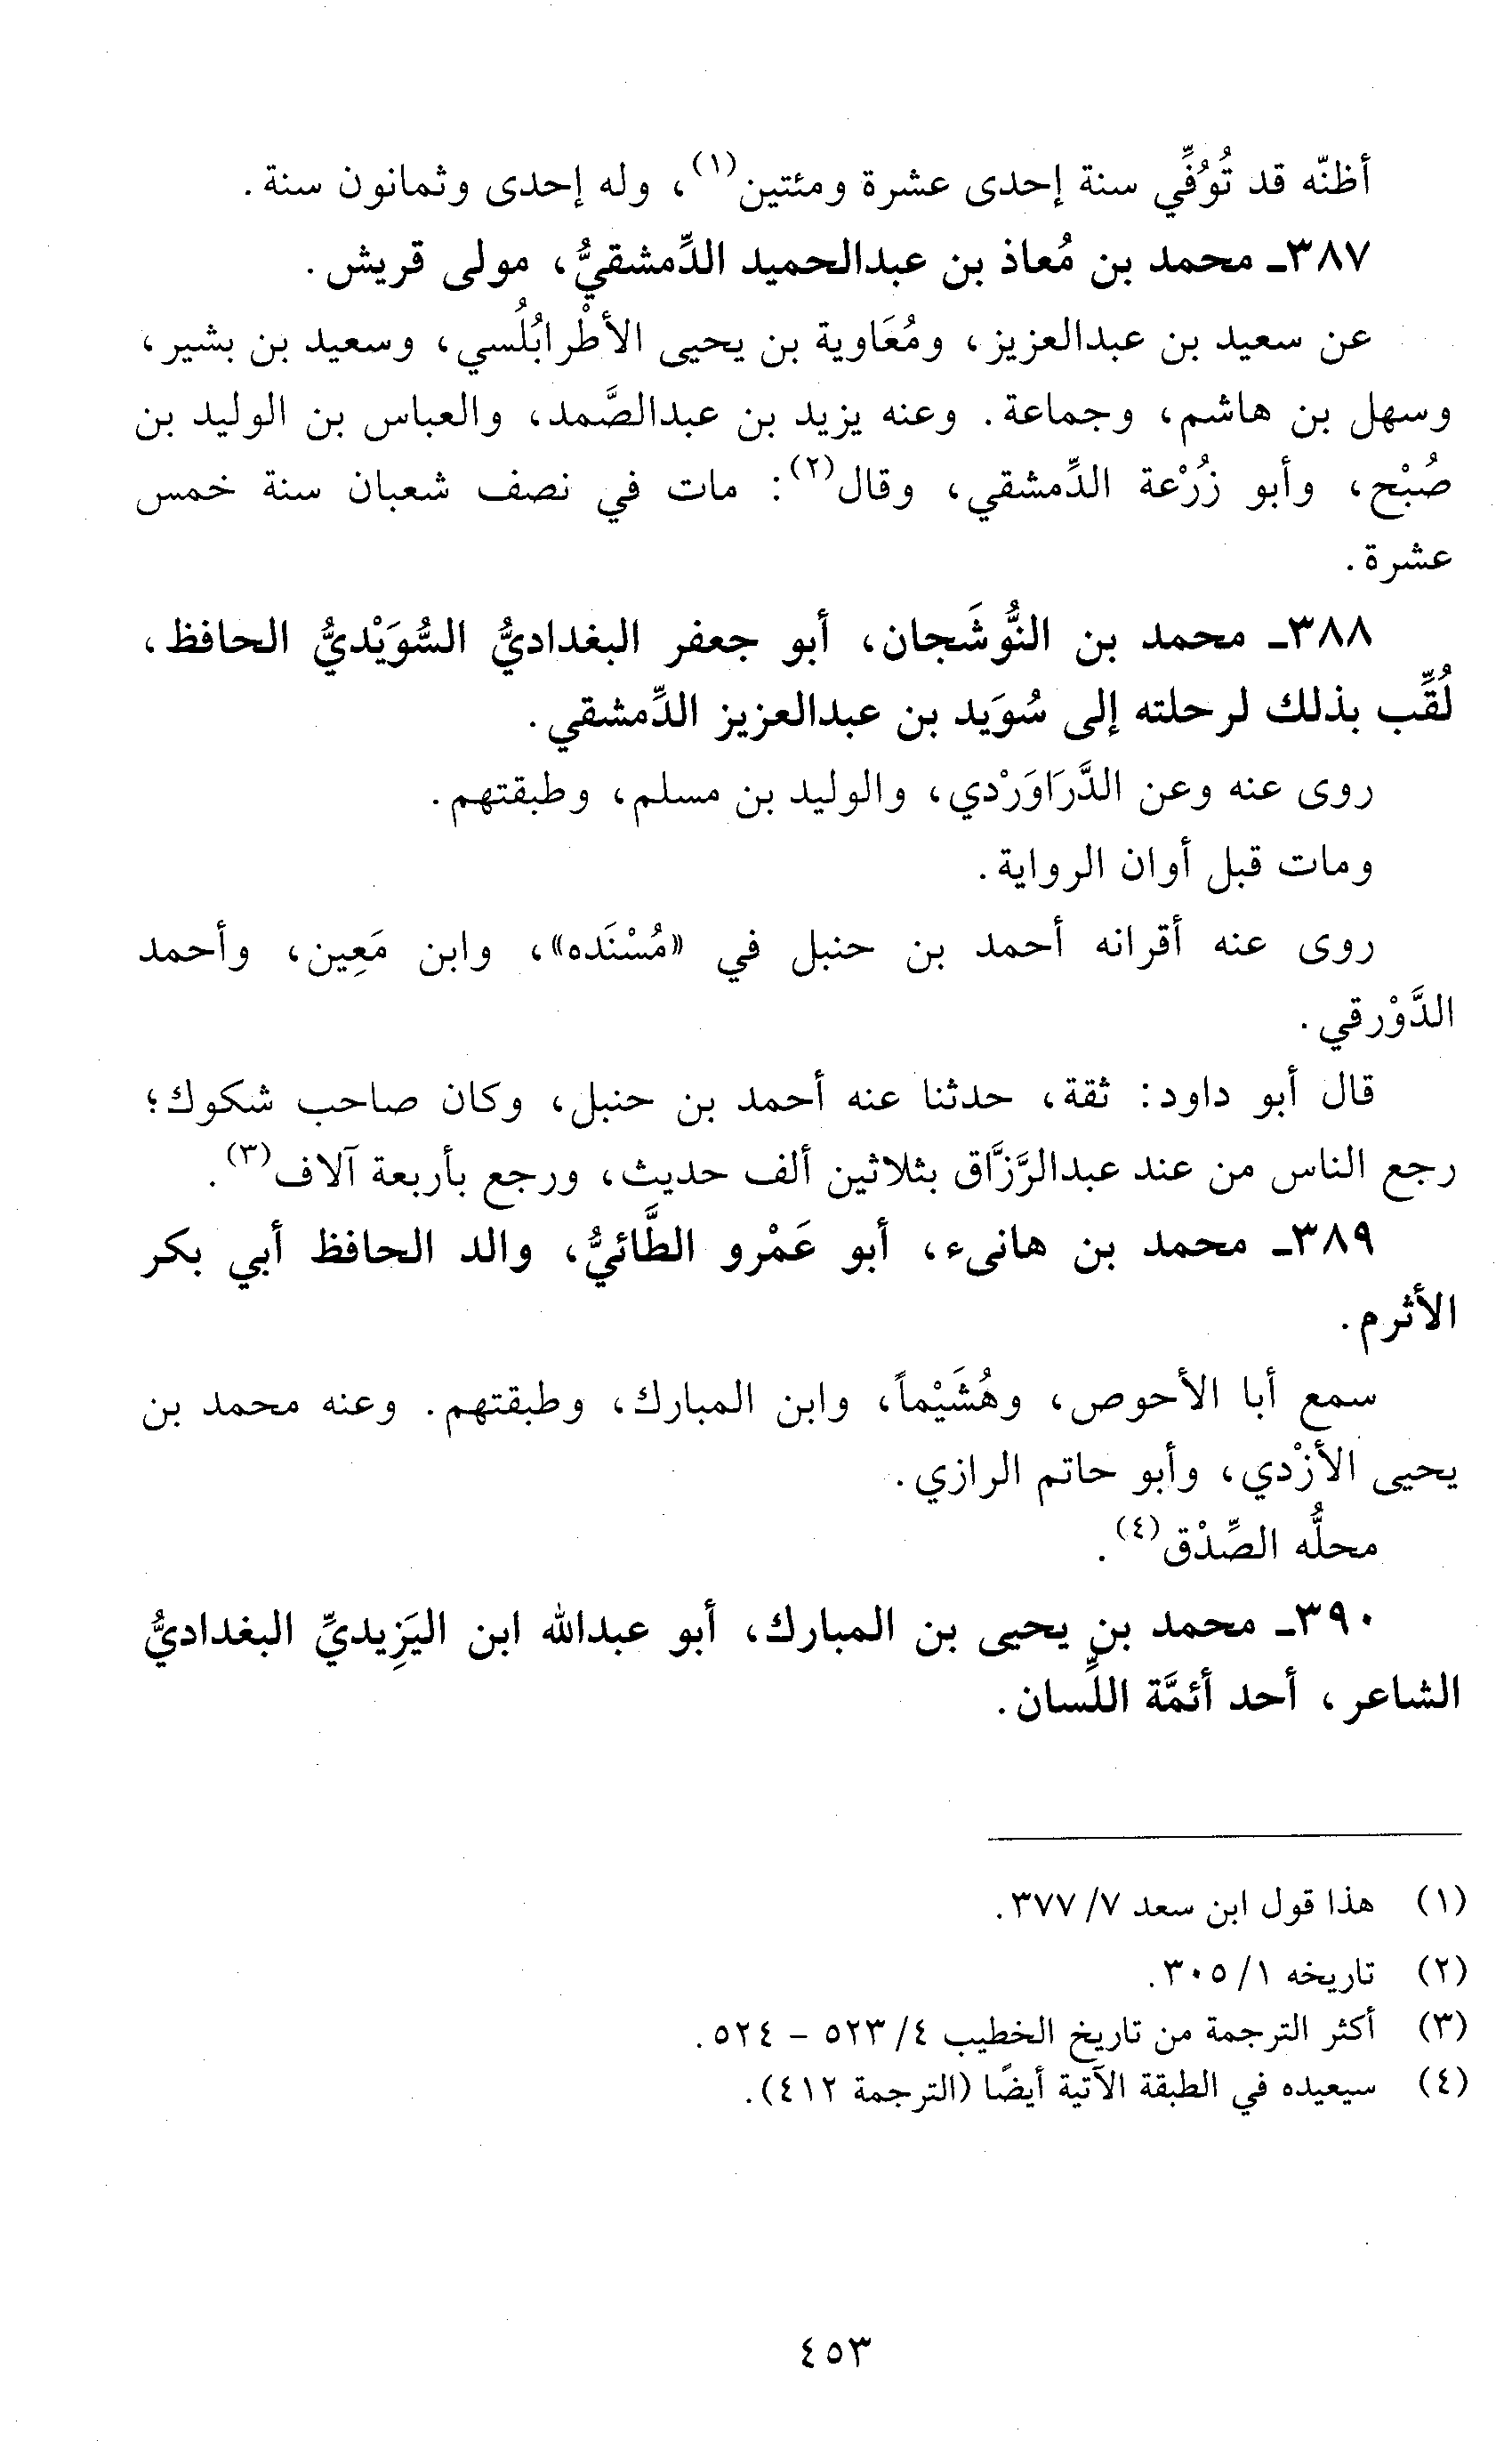 أظنّه قد تُوُفِّي سنة إحدى عشرة ومئتين(١)، وله إحدى وثمانون سنة.
٣٨٧ـ محمد بن مُعاذ بن عبدالحميد الدِّمشقيُّ، مولى قريش.
عن سعيد بن عبدالعزيز، ومُعَاوية بن يحيى الأطْرابُلُسي، وسعيد بن بشير،
وسهل بن هاشم، وجماعة. وعنه يزيد بن عبدالصَّمد، والعباس بن الوليد بن
صُبْح، وأبو زُرْعة الدِّمشقي، وقال(٢): مات في نصف شعبان سنة خمس
عشرة.
٣٨٨ـ محمد بن النُّوشَجان، أبو جعفر البغداديُّ السُّوَيْديُّ الحافظ،
لُقِّب بذلك لرحلته إلى سُوَيد بن عبدالعزيز الدِّمشقي.
روى عنه وعن الدَّرَاوَرْدي، والوليد بن مسلم، وطبقتهم.
ومات قبل أوان الرواية.
روى عنه أقرانه أحمد بن حنبل في «مُسْنَده»، وابن مَعِين، وأحمد
الدَّوْرقي.
قال أبو داود: ثقة، حدثنا عنه أحمد بن حنبل، وكان صاحب شكوك؛
رجع الناس من عند عبدالرَّزَّاق بثلاثين ألف حديث، ورجع بأربعة آلاف(٣).
٣٨٩ـ محمد بن هانىء، أبو عَمْرو الطَّائيُّ، والد الحافظ أبي بكر
الأثرم.
سمع أبا الأحوص، وهُشَيْماً، وابن المبارك، وطبقتهم. وعنه محمد بن
يحيى الأزْدي، وأبو حاتم الرازي.
محلُّه الصِّدْق(٤).
٣٩٠ـ محمد بن يحيى بن المبارك، أبو عبدالله ابن اليَزِيديِّ البغداديُّ
الشاعر، أحد أئمَّة اللِّسان.
(١) هذا قول ابن سعد ٧/ ٣٧٧.
(٢) تاريخه ١/ ٣٠٥.
(٣) أكثر الترجمة من تاريخ الخطيب ٤/ ٥٢٣ - ٥٢٤.
(٤) سيعيده في الطبقة الآتية أيضًا (الترجمة ٤١٢).
٤٥٣